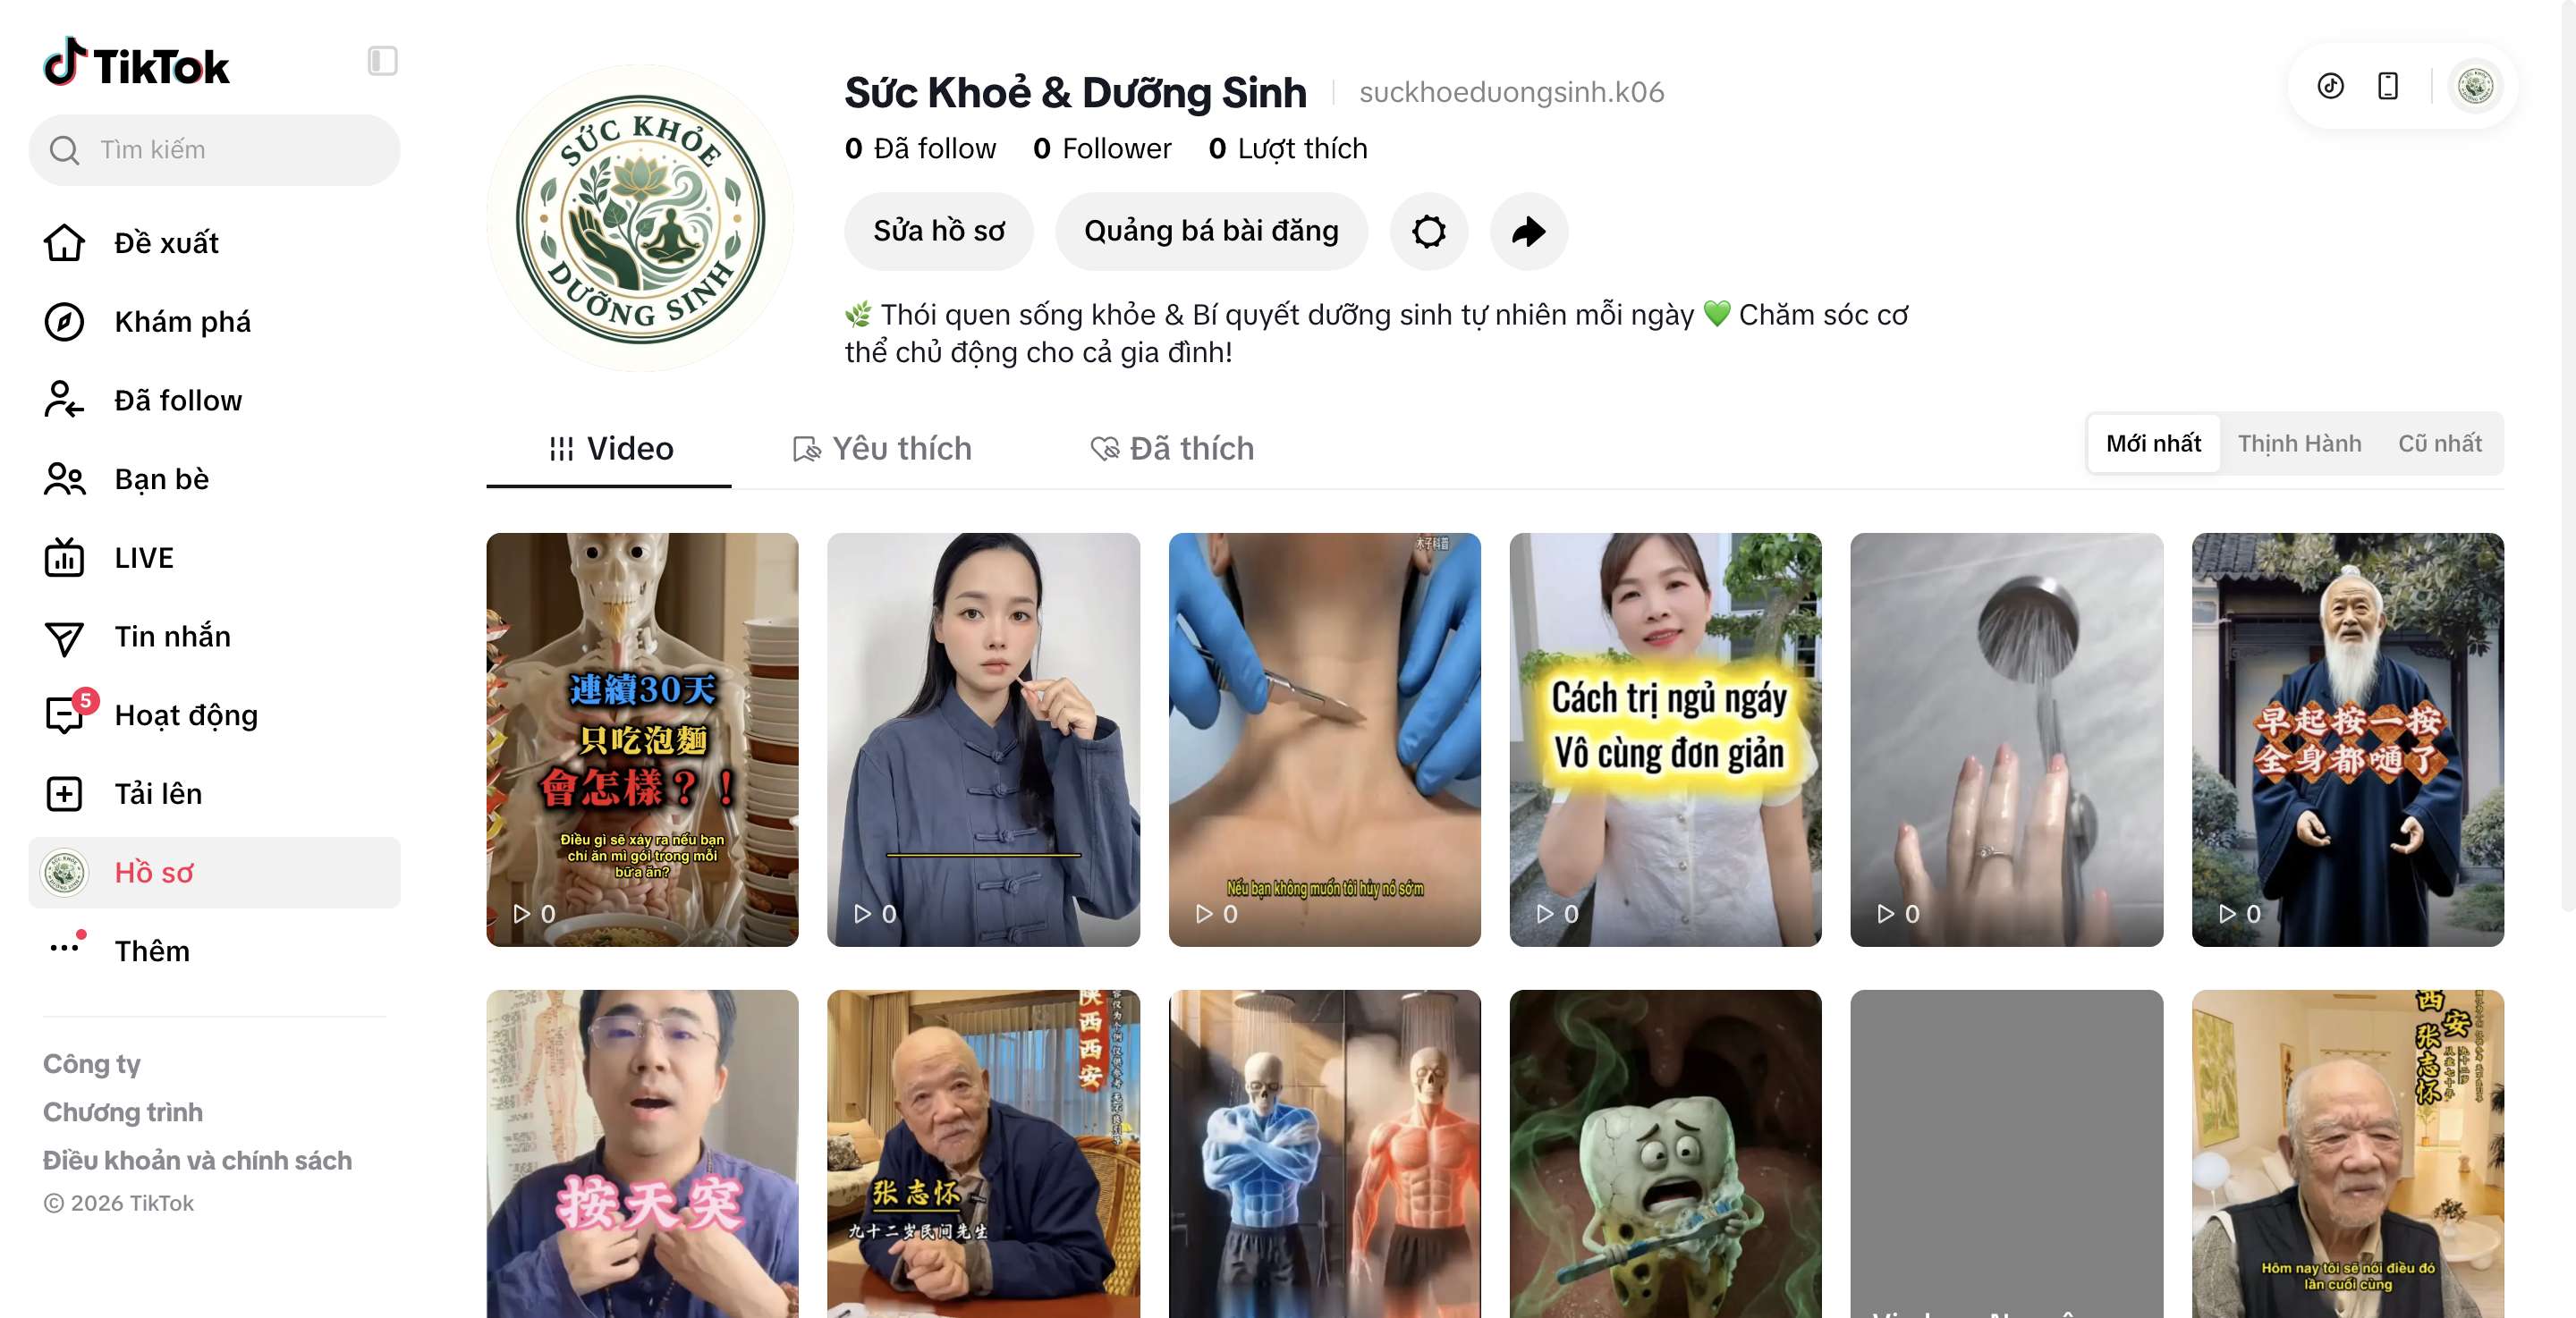 TikTok
Tìm kiếm
Đề xuất
Khám phá
Đã follow
Bạn bè
LIVE
Tin nhắn
5
Hoạt động
Tải lên
Hồ sơ
Thêm
Công ty
Chương trình
Điều khoản và chính sách
© 2026 TikTok
SỨC KHỎE
DƯỠNG SINH
Sức Khoẻ & Dưỡng Sinh
suckhoeduongsinh.k06
0 Đã follow 0 Follower 0 Lượt thích
Sửa hồ sơ
Quảng bá bài đăng
🌿 Thói quen sống khỏe & Bí quyết dưỡng sinh tự nhiên mỗi ngày 💚 Chăm sóc cơ
thể chủ động cho cả gia đình!
Video
Yêu thích
Đã thích
Mới nhất
Thịnh Hành
Cũ nhất
連續30天
只吃泡麵
會怎樣？！
Điều gì sẽ xảy ra nếu bạn
chỉ ăn mì gói trong mỗi
bữa ăn?
0
0
木子科普
Nếu bạn không muốn tôi hủy nó sớm
0
Cách trị ngủ ngáy
Vô cùng đơn giản
0
0
早起按一按
全身都通了
0
按天突
陕西西安
张志怀
九十二岁民间先生
西安
张志怀
Hôm nay tôi sẽ nói điều đó
lần cuối cùng